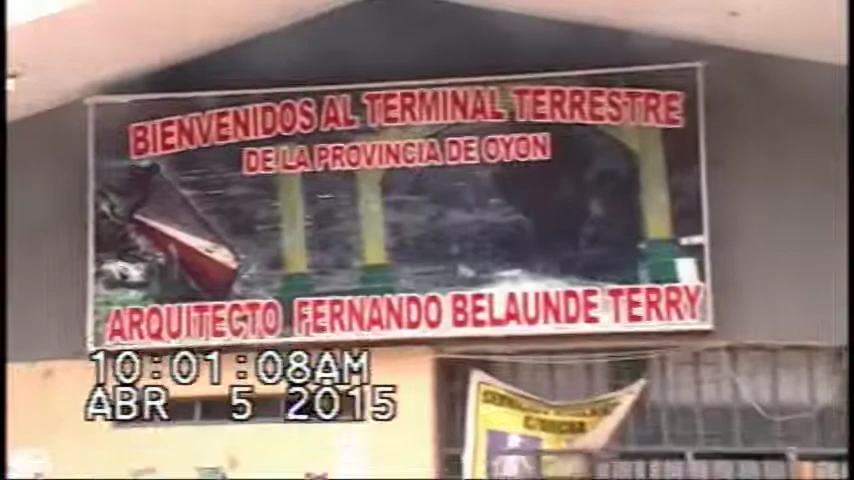 BIENVENIDOS AL TERMINAL TERRESTRE
DE LA PROVINCIA DE OYON
ARQUITECTO FERNANDO BELAUNDE TERRY
10:01:08AM
ABR 5 2015